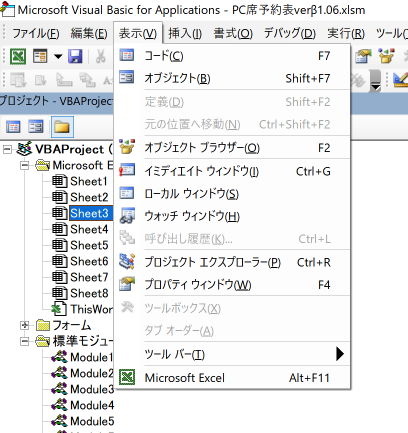 Microsoft Visual Basic for Applications - PC席予約表verβ1.06.xlsm
ファイル(F) 編集(E) 表示(V) 挿入(I) 書式(O) デバッグ(D) 実行(R) ツール(
コード(C) F7
オブジェクト(B) Shift+F7
定義(D) Shift+F2
元の位置へ移動(N) Ctrl+Shift+F2
オブジェクト ブラウザー(O) F2
イミディエイト ウィンドウ(I) Ctrl+G
ローカル ウィンドウ(S)
ウォッチ ウィンドウ(H)
呼び出し履歴(K)... Ctrl+L
プロジェクト エクスプローラー(P) Ctrl+R
プロパティ ウィンドウ(W) F4
ツールボックス(X)
タブ オーダー(A)
ツール バー(T)
Microsoft Excel Alt+F11
プロジェクト - VBAProject
VBAProject (
Microsoft E
Sheet1
Sheet2
Sheet3
Sheet4
Sheet5
Sheet6
Sheet7
Sheet8
ThisWor
フォーム
標準モジュー
Module1
Module2
Module3
Module4
Module5